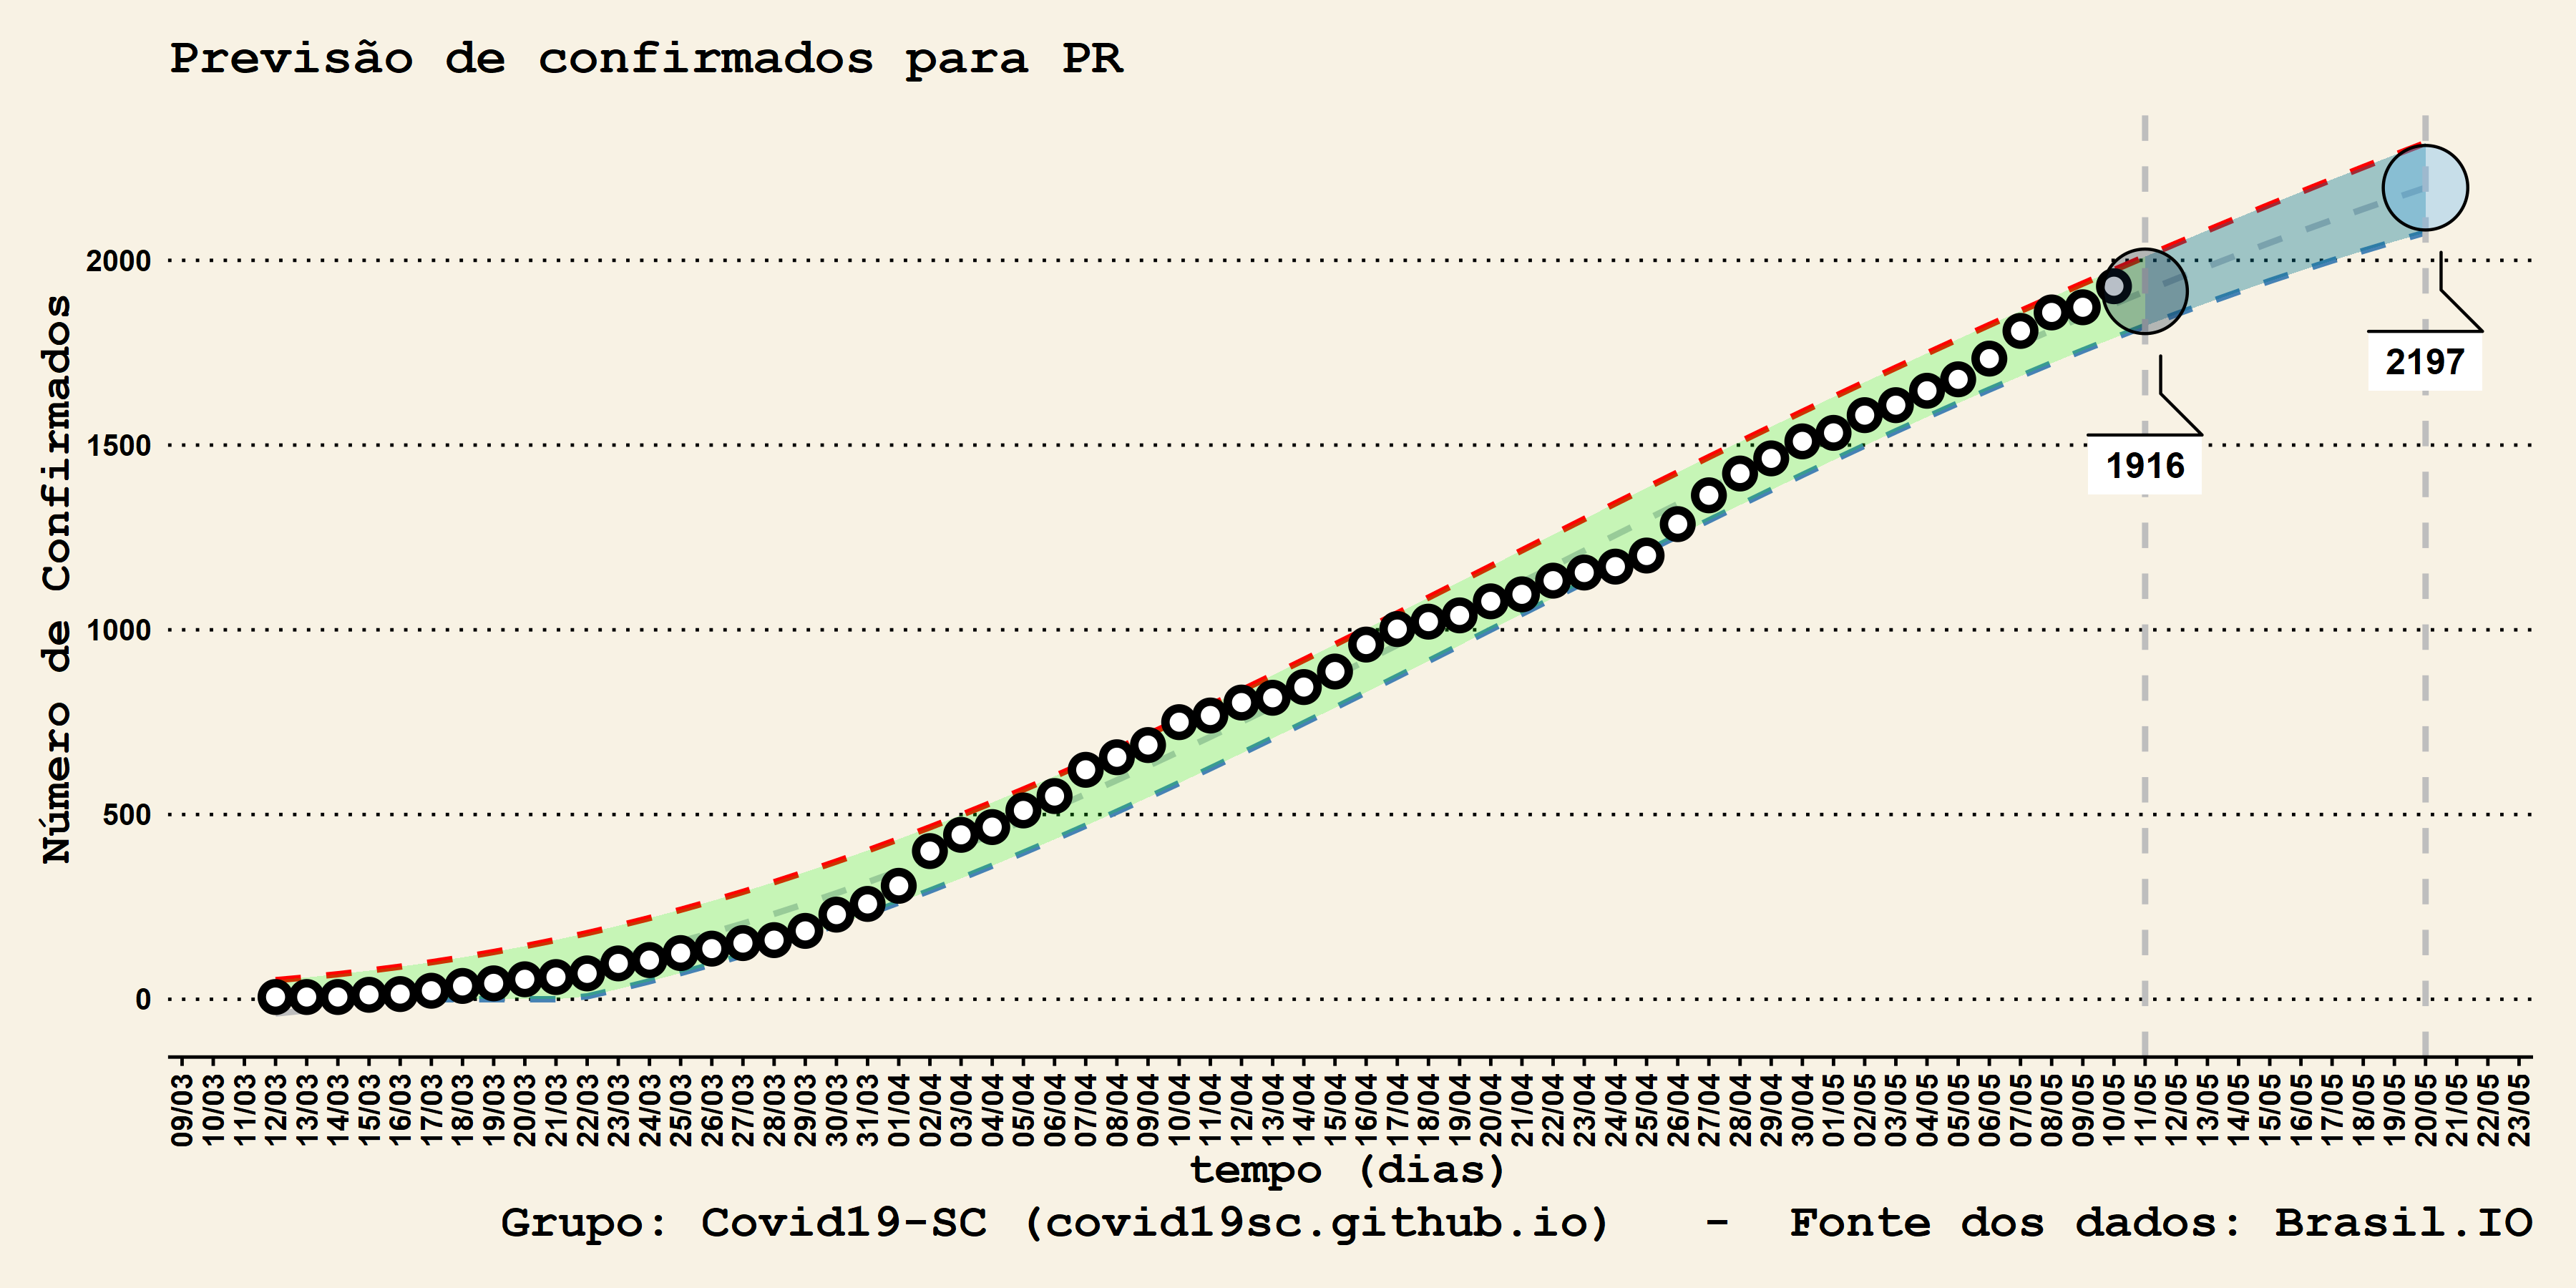 Previsão de confirmados para PR
Número de Confirmados
2000
1500
1000
500
0
2197
1916
09/03 10/03 11/03 12/03 13/03 14/03 15/03 16/03 17/03 18/03 19/03 20/03 21/03 22/03 23/03 24/03 25/03 26/03 27/03 28/03 29/03 30/03 31/03 01/04 02/04 03/04 04/04 05/04 06/04 07/04 08/04 09/04 10/04 11/04 12/04 13/04 14/04 15/04 16/04 17/04 18/04 19/04 20/04 21/04 22/04 23/04 24/04 25/04 26/04 27/04 28/04 29/04 30/04 01/05 02/05 03/05 04/05 05/05 06/05 07/05 08/05 09/05 10/05 11/05 12/05 13/05 14/05 15/05 16/05 17/05 18/05 19/05 20/05 21/05 22/05 23/05
tempo (dias)
Grupo: Covid19-SC (covid19sc.github.io) - Fonte dos dados: Brasil.IO